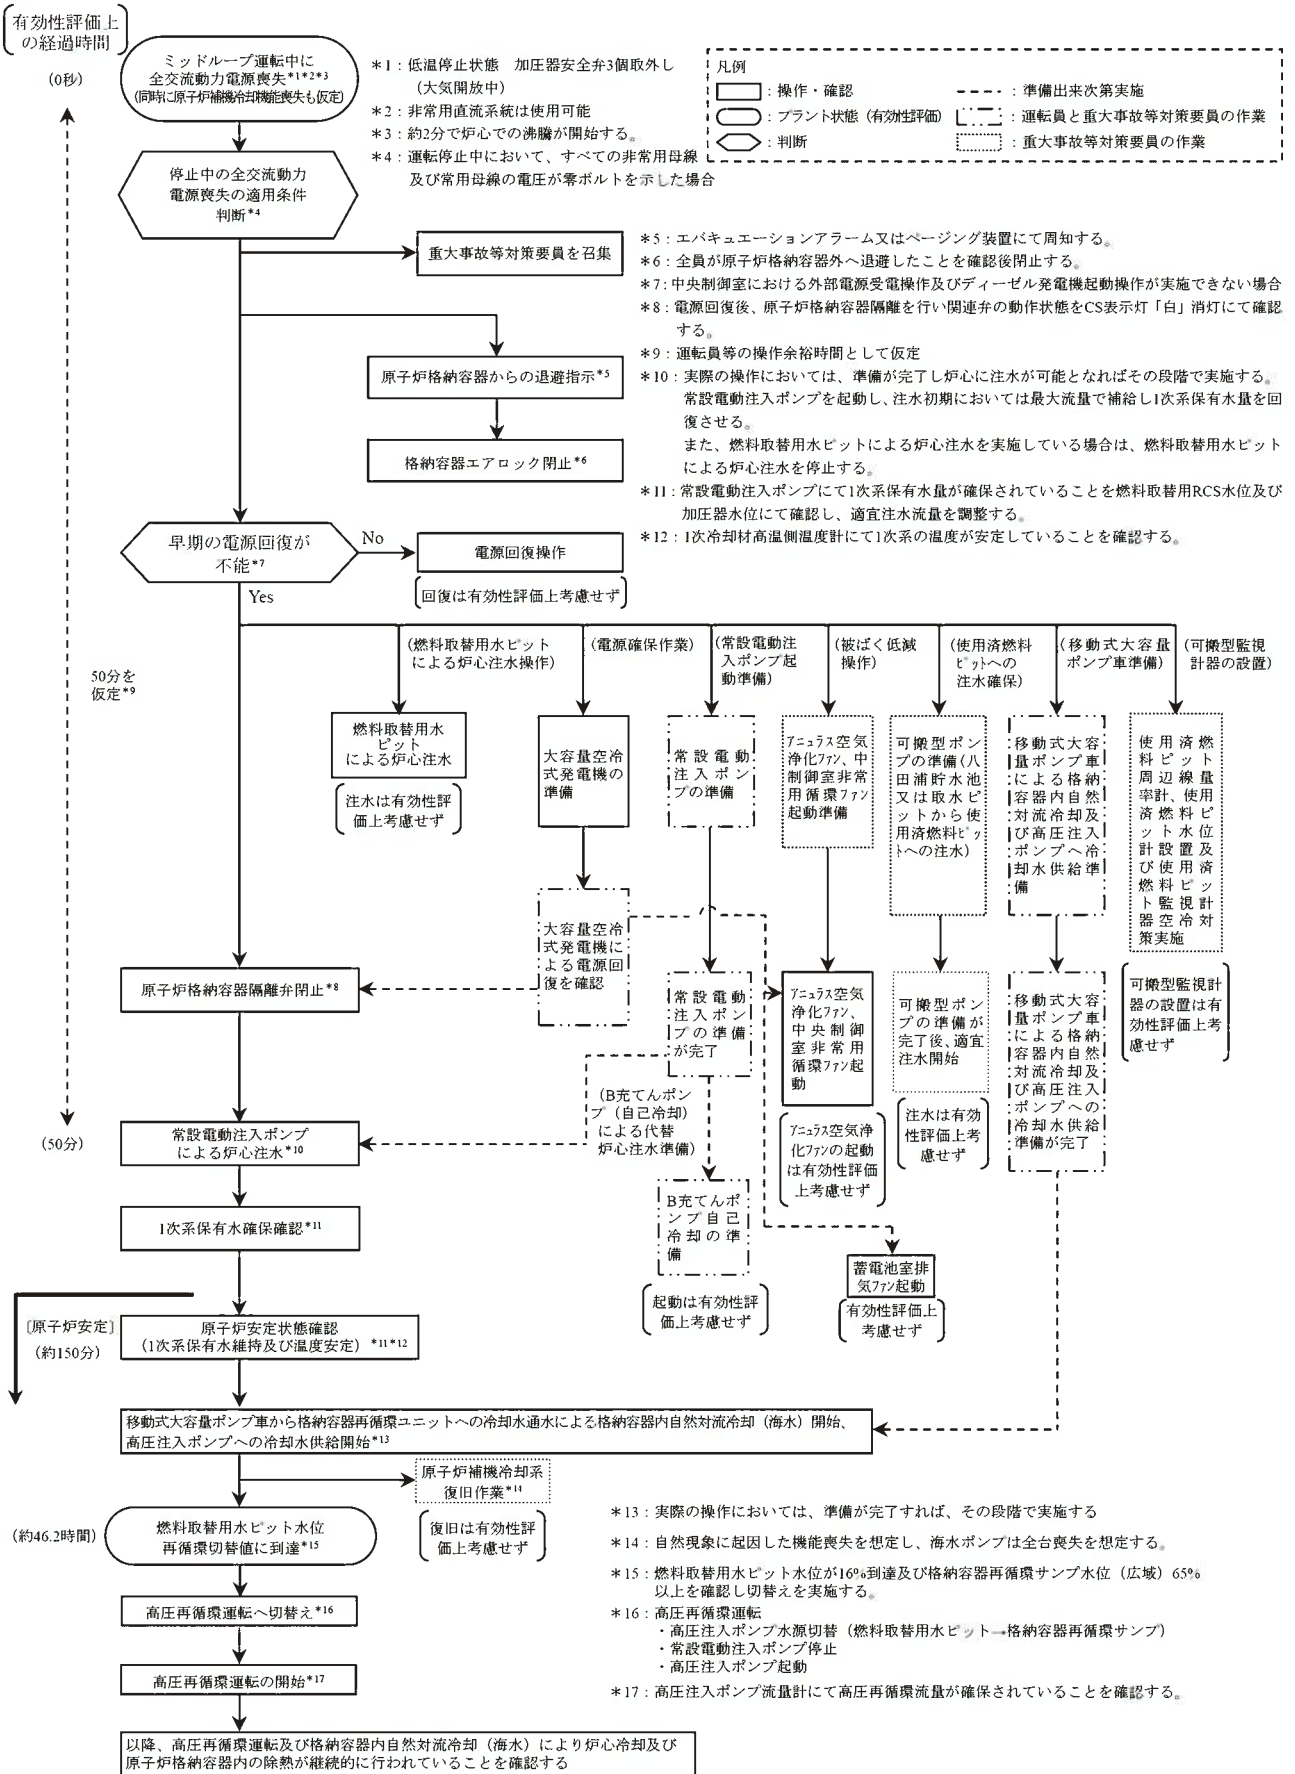 有効性評価上
の経過時間
(0秒)
ミッドループ運転中に
全交流動力電源喪失*1*2*3
(同時に原子炉補機冷却機能喪失も仮定)
*1：低温停止状態 加圧器安全弁3個取外し
（大気開放中）
*2：非常用直流系統は使用可能
*3：約2分で炉心での沸騰が開始する。
*4：運転停止中において、すべての非常用母線
及び常用母線の電圧が零ボルトを示した場合
凡例
：操作・確認
：プラント状態（有効性評価）
：判断
：準備出来次第実施
：運転員と重大事故等対策要員の作業
：重大事故等対策要員の作業
停止中の全交流動力
電源喪失の適用条件
判断*4
重大事故等対策要員を召集
原子炉格納容器からの退避指示*5
格納容器エアロック閉止*6
*5：エバキュエーションアラーム又はページング装置にて周知する。
*6：全員が原子炉格納容器外へ退避したことを確認後閉止する。
*7：中央制御室における外部電源受電操作及びディーゼル発電機起動操作が実施できない場合
*8：電源回復後、原子炉格納容器隔離を行い関連弁の動作状態をCS表示灯「白」消灯にて確認
する。
*9：運転員等の操作余裕時間として仮定
*10：実際の操作においては、準備が完了し炉心に注水が可能となればその段階で実施する。
常設電動注入ポンプを起動し、注水初期においては最大流量で補給し1次系保有水量を回
復させる。
また、燃料取替用水ピットによる炉心注水を実施している場合は、燃料取替用水ピット
による炉心注水を停止する。
*11：常設電動注入ポンプにて1次系保有水量が確保されていることを燃料取替用RCS水位及び
加圧器水位にて確認し、適宜注水流量を調整する。
*12：1次冷却材高温側温度計にて1次系の温度が安定していることを確認する。
早期の電源回復が
不能*7
No
電源回復操作
回復は有効性評価上考慮せず
Yes
50分を
仮定*9
(燃料取替用水ピット
による炉心注水操作)
(電源確保作業)
(常設電動注
入ポンプ起
動準備)
(被ばく低減
操作)
(使用済燃料
ピットへの
注水確保)
(移動式大容量
ポンプ車準備)
(可搬型監視
計器の設置)
燃料取替用水
ピット
による炉心注水
注水は有効性評
価上考慮せず
大容量空冷
式発電機の
準備
常設電動
注入ポン
プの準備
アニュラス空気
浄化ファン、中
制御室非常
用循環ファン
起動準備
可搬型ポン
プの準備(八
田浦貯水池
又は取水ピ
ットから使
用済燃料ピッ
トへの注水)
移動式大容
量ポンプ車
による格納
容器内自然
対流冷却及
び高圧注入
ポンプへ冷
却水供給準
備
使用済燃
料ピット
周辺線量
率計、使用
済燃料ピ
ット水位
計設置及
び使用済
燃料ピッ
ト監視計
器空冷対
策実施
可搬型監視計
器の設置は有
効性評価上考
慮せず
大容量空冷
式発電機に
よる電源回
復を確認
原子炉格納容器隔離弁閉止*8
常設電動
注入ポン
プの準備
が完了
アニュラス空気
浄化ファン、
中央制御
室非常用
循環ファン起
動
アニュラス空気浄
化ファンの起動
は有効性評価
上考慮せず
可搬型ポン
プの準備が
完了後、適宜
注水開始
注水は有効
性評価上考
慮せず
移動式大容
量ポンプ車
による格納
容器内自然
対流冷却及
び高圧注入
ポンプへの
冷却水供給
準備が完了
(B充てんポン
プ（自己冷却）
による代替
炉心注水準備)
(50分)
常設電動注入ポンプ
による炉心注水*10
B充てんポ
ンプ自己
冷却の準
備
起動は有効性評
価上考慮せず
1次系保有水確保確認*11
蓄電池室排
気ファン起動
有効性評価上
考慮せず
〔原子炉安定〕
(約150分)
原子炉安定状態確認
(1次系保有水維持及び温度安定) *11*12
移動式大容量ポンプ車から格納容器再循環ユニットへの冷却水通水による格納容器内自然対流冷却（海水）開始、
高圧注入ポンプへの冷却水供給開始*13
原子炉補機冷却系
復旧作業*14
復旧は有効性評
価上考慮せず
(約46.2時間)
燃料取替用水ピット水位
再循環切替値に到達*15
高圧再循環運転へ切替え*16
高圧再循環運転の開始*17
以降、高圧再循環運転及び格納容器内自然対流冷却（海水）により炉心冷却及び
原子炉格納容器内の除熱が継続的に行われていることを確認する
*13：実際の操作においては、準備が完了すれば、その段階で実施する
*14：自然現象に起因した機能喪失を想定し、海水ポンプは全台喪失を想定する。
*15：燃料取替用水ピット水位が16%到達及び格納容器再循環サンプ水位（広域）65%
以上を確認し切替えを実施する。
*16：高圧再循環運転
・高圧注入ポンプ水源切替（燃料取替用水ピット→格納容器再循環サンプ）
・常設電動注入ポンプ停止
・高圧注入ポンプ起動
*17：高圧注入ポンプ流量計にて高圧再循環流量が確保されていることを確認する。